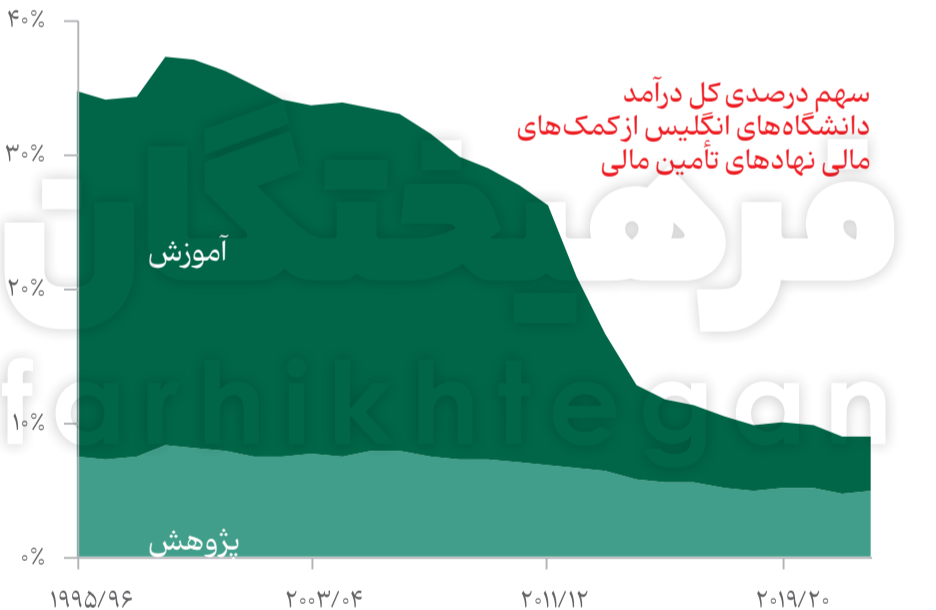 ۴۰%
سهم درصدی کل درآمد
دانشگاه‌های انگلیس از کمک‌های
مالی نهادهای تأمین مالی
۳۰%
فرهیختگان
آموزش
۲۰%
farhikhtegan
۱۰%
پژوهش
۰%
۱۹۹۵/۹۶
۲۰۰۳/۰۴
۲۰۱۱/۱۲
۲۰۱۹/۲۰